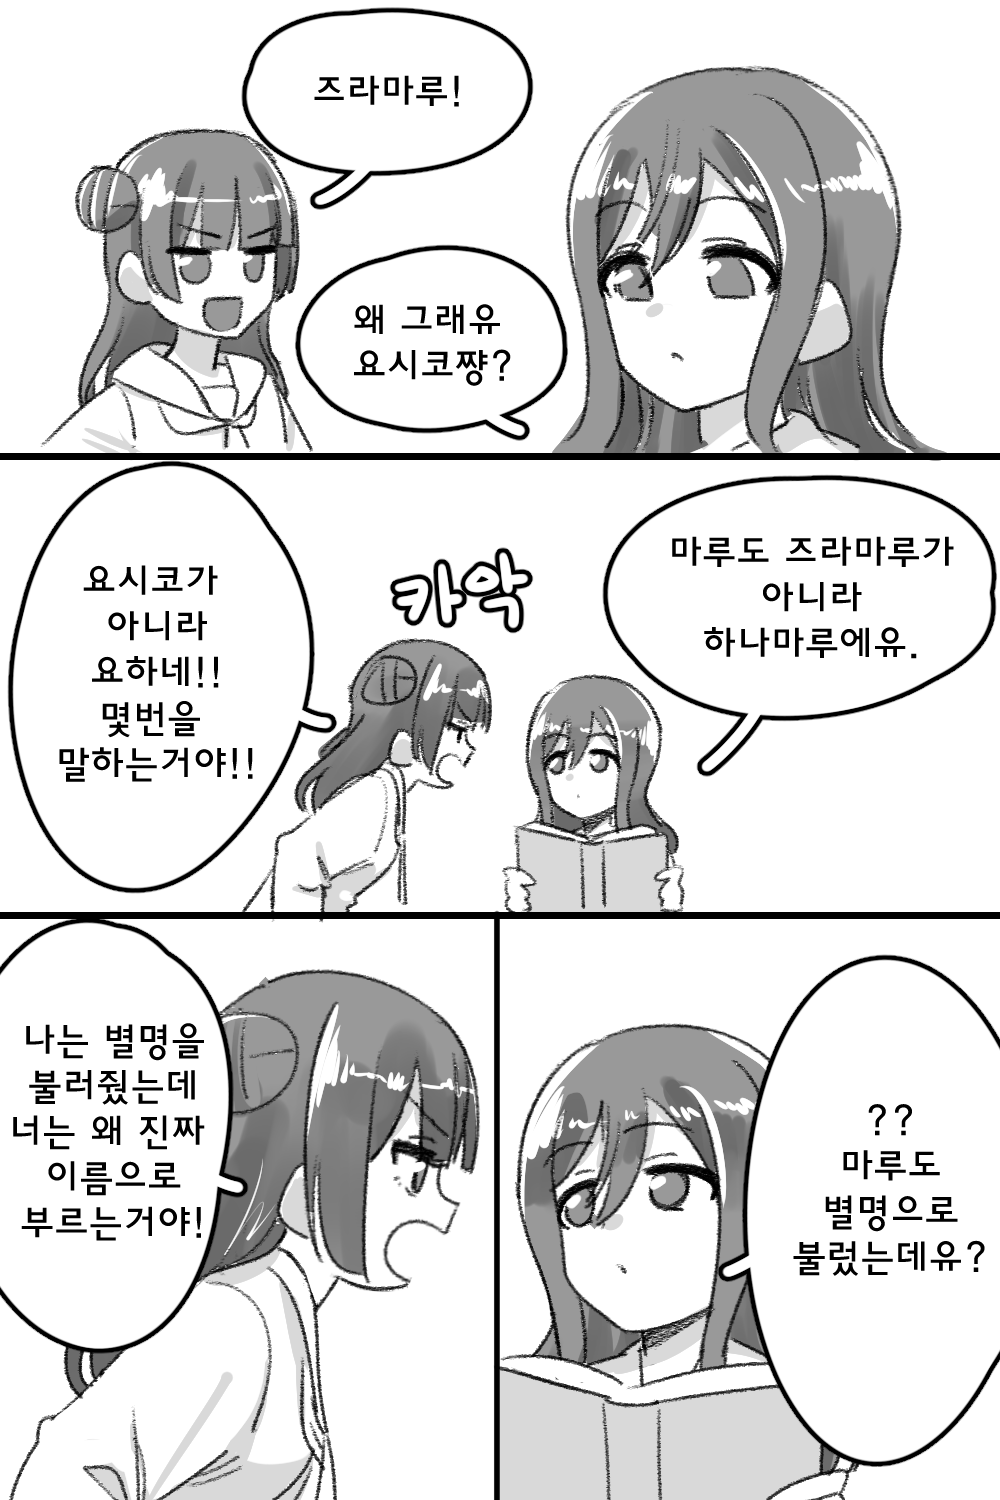 즈라마루!
왜 그래유
요시코쨩?
요시코가
아니라
요하네!!
몇번을
말하는거야!!
카악
마루도 즈라마루가
아니라
하나마루에유.
나는 별명을
불러줬는데
너는 왜 진짜
이름으로
부르는거야!
??
마루도
별명으로
불렀는데유?